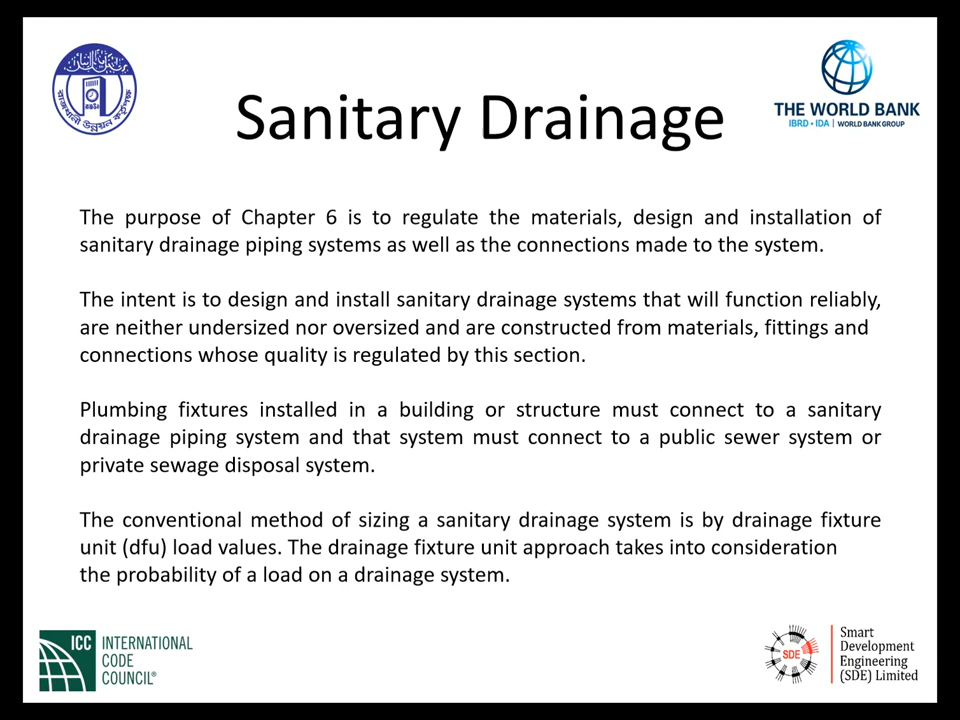 রাজধানী উন্নয়ন কর্তৃপক্ষ
THE WORLD BANK
IBRD • IDA | WORLD BANK GROUP
Sanitary Drainage
The purpose of Chapter 6 is to regulate the materials, design and installation of
sanitary drainage piping systems as well as the connections made to the system.
The intent is to design and install sanitary drainage systems that will function reliably,
are neither undersized nor oversized and are constructed from materials, fittings and
connections whose quality is regulated by this section.
Plumbing fixtures installed in a building or structure must connect to a sanitary
drainage piping system and that system must connect to a public sewer system or
private sewage disposal system.
The conventional method of sizing a sanitary drainage system is by drainage fixture
unit (dfu) load values. The drainage fixture unit approach takes into consideration
the probability of a load on a drainage system.
ICC
INTERNATIONAL
CODE
COUNCIL®
SDE
Smart
Development
Engineering
(SDE) Limited